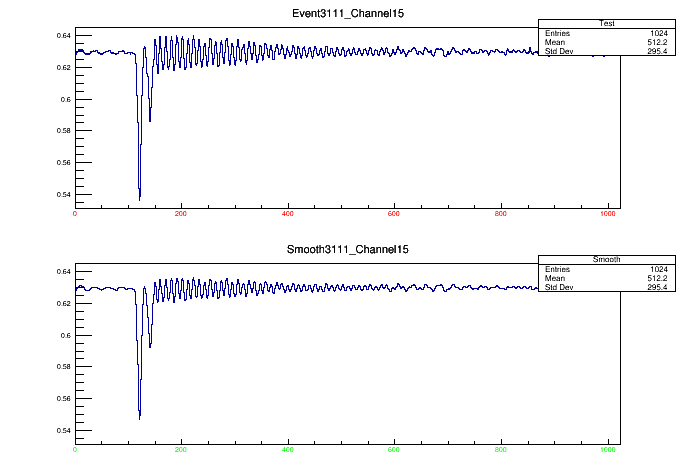 Event3111_Channel15
Test
Entries 1024
Mean 512.2
Std Dev 295.4
0.64
0.62
0.6
0.58
0.56
0.54
0 200 400 600 800 1000
Smooth3111_Channel15
Smooth
Entries 1024
Mean 512.2
Std Dev 295.4
0.64
0.62
0.6
0.58
0.56
0.54
0 200 400 600 800 1000